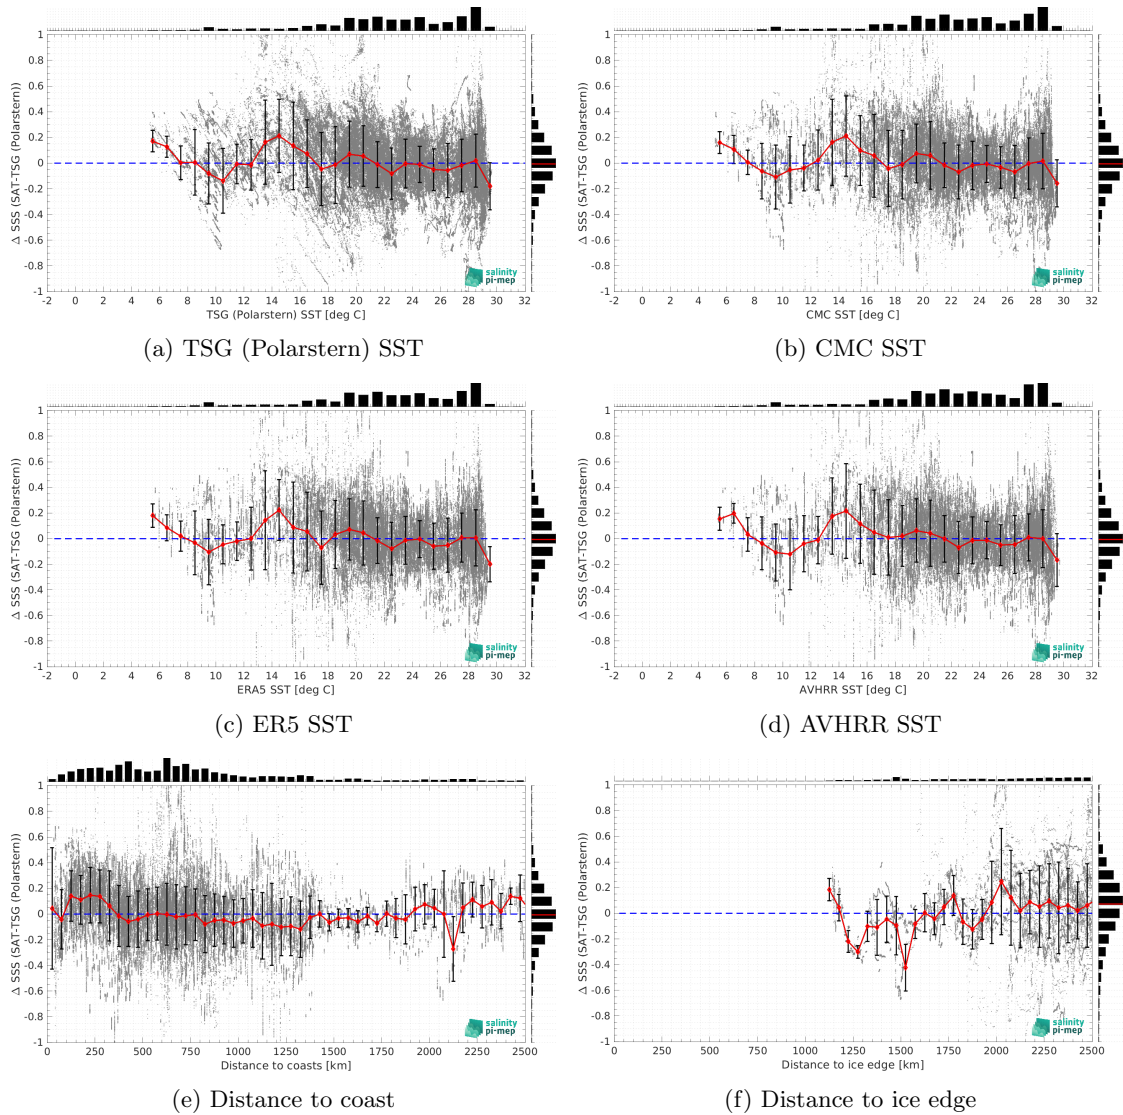 Δ SSS (SAT-TSG (Polarstern))
1
0.8
0.6
0.4
0.2
0
-0.2
-0.4
-0.6
-0.8
-1
salinity
pi-mep
-2 0 2 4 6 8 10 12 14 16 18 20 22 24 26 28 30 32
TSG (Polarstern) SST [deg C]
(a) TSG (Polarstern) SST
Δ SSS (SAT-TSG (Polarstern))
1
0.8
0.6
0.4
0.2
0
-0.2
-0.4
-0.6
-0.8
-1
salinity
pi-mep
-2 0 2 4 6 8 10 12 14 16 18 20 22 24 26 28 30 32
CMC SST [deg C]
(b) CMC SST
Δ SSS (SAT-TSG (Polarstern))
1
0.8
0.6
0.4
0.2
0
-0.2
-0.4
-0.6
-0.8
-1
salinity
pi-mep
-2 0 2 4 6 8 10 12 14 16 18 20 22 24 26 28 30 32
ERA5 SST [deg C]
(c) ER5 SST
Δ SSS (SAT-TSG (Polarstern))
1
0.8
0.6
0.4
0.2
0
-0.2
-0.4
-0.6
-0.8
-1
salinity
pi-mep
-2 0 2 4 6 8 10 12 14 16 18 20 22 24 26 28 30 32
AVHRR SST [deg C]
(d) AVHRR SST
Δ SSS (SAT-TSG (Polarstern))
1
0.8
0.6
0.4
0.2
0
-0.2
-0.4
-0.6
-0.8
-1
salinity
pi-mep
0 250 500 750 1000 1250 1500 1750 2000 2250 2500
Distance to coasts [km]
(e) Distance to coast
Δ SSS (SAT-TSG (Polarstern))
1
0.8
0.6
0.4
0.2
0
-0.2
-0.4
-0.6
-0.8
-1
salinity
pi-mep
0 250 500 750 1000 1250 1500 1750 2000 2250 2500
Distance to ice edge [km]
(f) Distance to ice edge